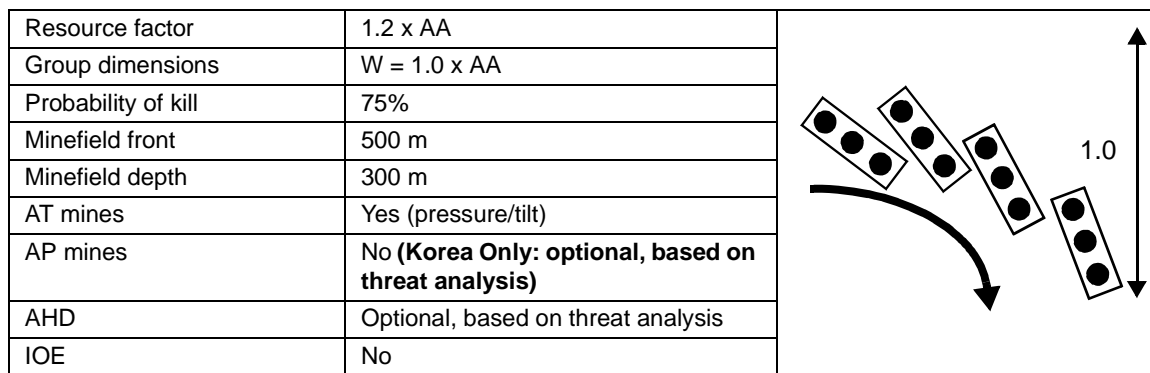 Resource factor 1.2 x AA
Group dimensions W = 1.0 x AA
Probability of kill 75%
Minefield front 500 m
Minefield depth 300 m
AT mines Yes (pressure/tilt)
AP mines No (Korea Only: optional, based on
threat analysis)
AHD Optional, based on threat analysis
IOE No
1.0